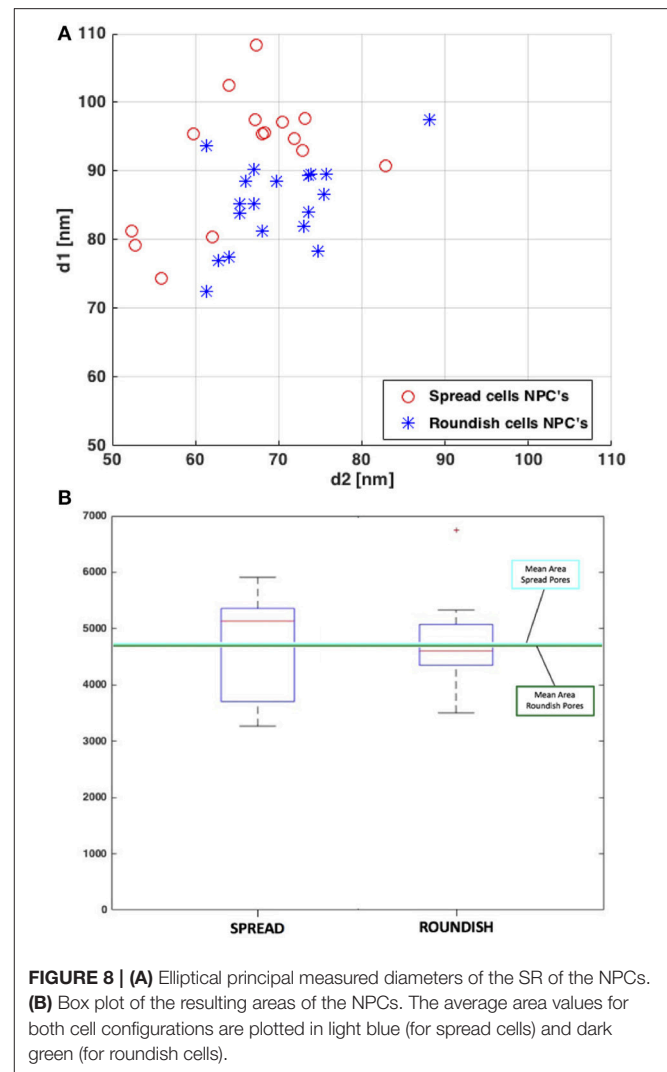 A
110
100
90
80
70
60
50
d1 [nm]
50 60 70 80 90 100 110
d2 [nm]
Spread cells NPC's
Roundish cells NPC's
B
7000
6000
5000
4000
3000
2000
1000
0
Mean Area
Spread Pores
Mean Area
Roundish Pores
SPREAD ROUNDISH
FIGURE 8 | (A) Elliptical principal measured diameters of the SR of the NPCs.
(B) Box plot of the resulting areas of the NPCs. The average area values for
both cell configurations are plotted in light blue (for spread cells) and dark
green (for roundish cells).